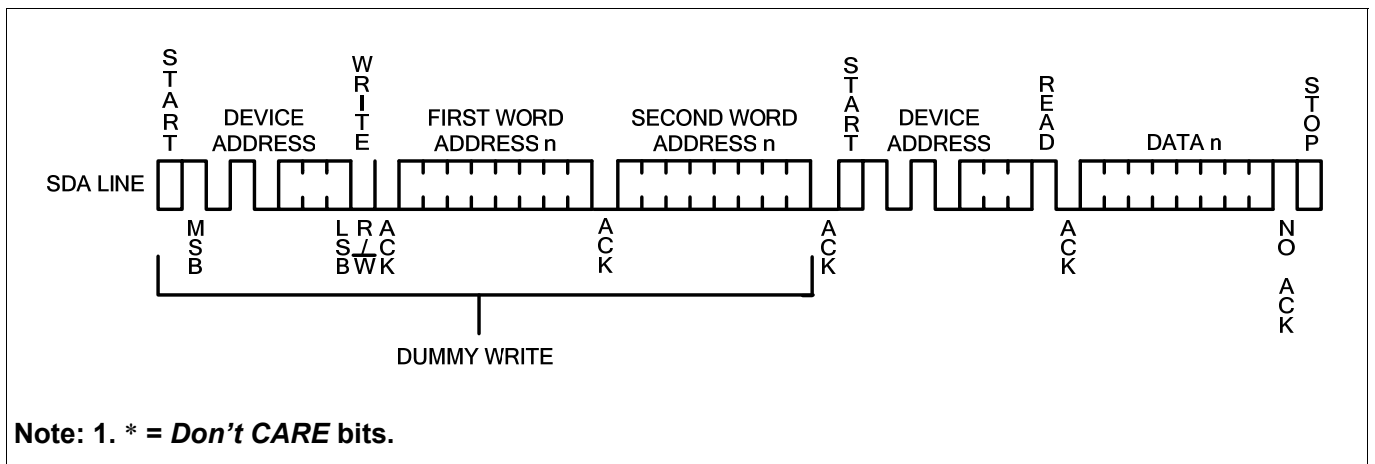 START
WRITE
START
READ
STOP
DEVICE ADDRESS
FIRST WORD ADDRESS n
SECOND WORD ADDRESS n
DEVICE ADDRESS
DATA n
SDA LINE
MSB
LSB
R/W
ACK
ACK
ACK
ACK
NO ACK
DUMMY WRITE
Note: 1. * = Don't CARE bits.